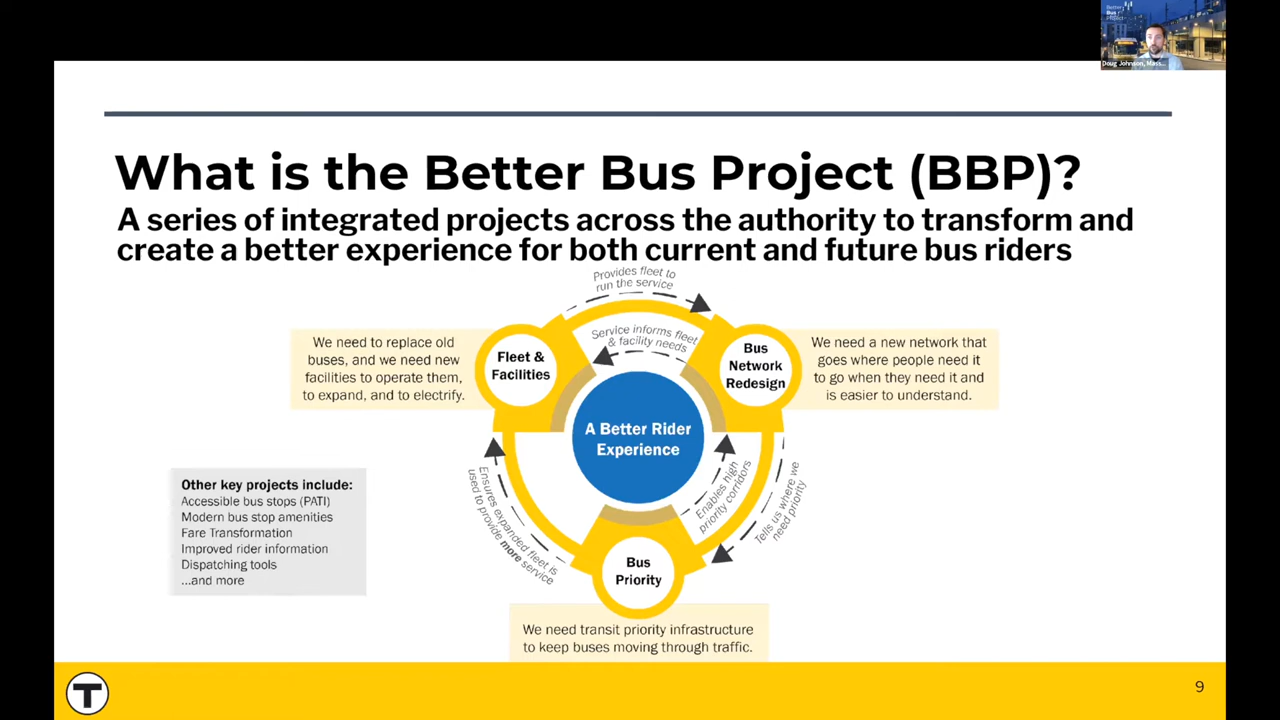 Better
Bus
Project
Doug Johnson, Mass...
What is the Better Bus Project (BBP)?
A series of integrated projects across the authority to transform and
create a better experience for both current and future bus riders
Provides fleet to
run the service
Service informs fleet
& facility needs
We need to replace old
buses, and we need new
facilities to operate them,
to expand, and to electrify.
Fleet &
Facilities
Bus
Network
Redesign
We need a new network that
goes where people need it
to go when they need it and
is easier to understand.
A Better Rider
Experience
Ensures expanded fleet is
used to provide more service
Enables high
priority corridors
Tells us where we
need priority
Other key projects include:
Accessible bus stops (PATI)
Modern bus stop amenities
Fare Transformation
Improved rider information
Dispatching tools
...and more
Bus
Priority
We need transit priority infrastructure
to keep buses moving through traffic.
T
9